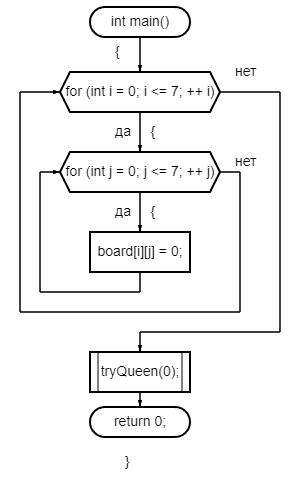 int main()
{
нет
for (int i = 0; i <= 7; ++ i)
да {
нет
for (int j = 0; j <= 7; ++ j)
да {
board[i][j] = 0;
tryQueen(0);
return 0;
}